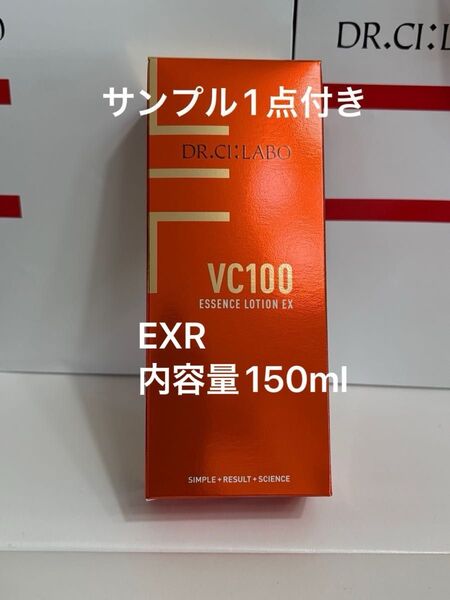 DR.CI:LABO
サンプル1点付き
DR.CI:LABO
VC100
ESSENCE LOTION EX
EXR
内容量150ml
SIMPLE+RESULT+SCIENCE